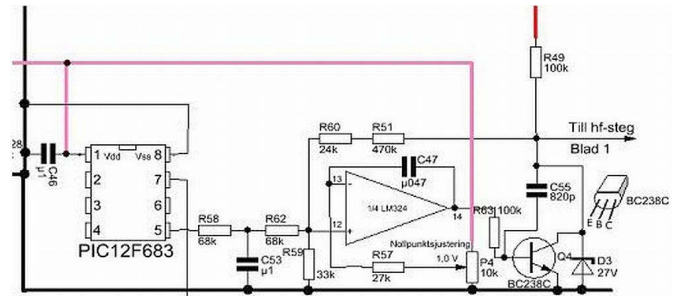 R49
100k
Till hf-steg
Blad 1
R60
24k
R51
470k
28
C46
µ1
1 Vdd
Vss 8
2
7
3
6
4
5
PIC12F683
R58
68k
R62
68k
C53
µ1
R59
33k
C47
µ047
13
-
1/4 LM324
12
+
14
R63
100k
Nollpunktsjustering
1,0 V
R57
27k
P4
10k
C55
820p
BC238C
E B C
Q4
BC238C
D3
27V